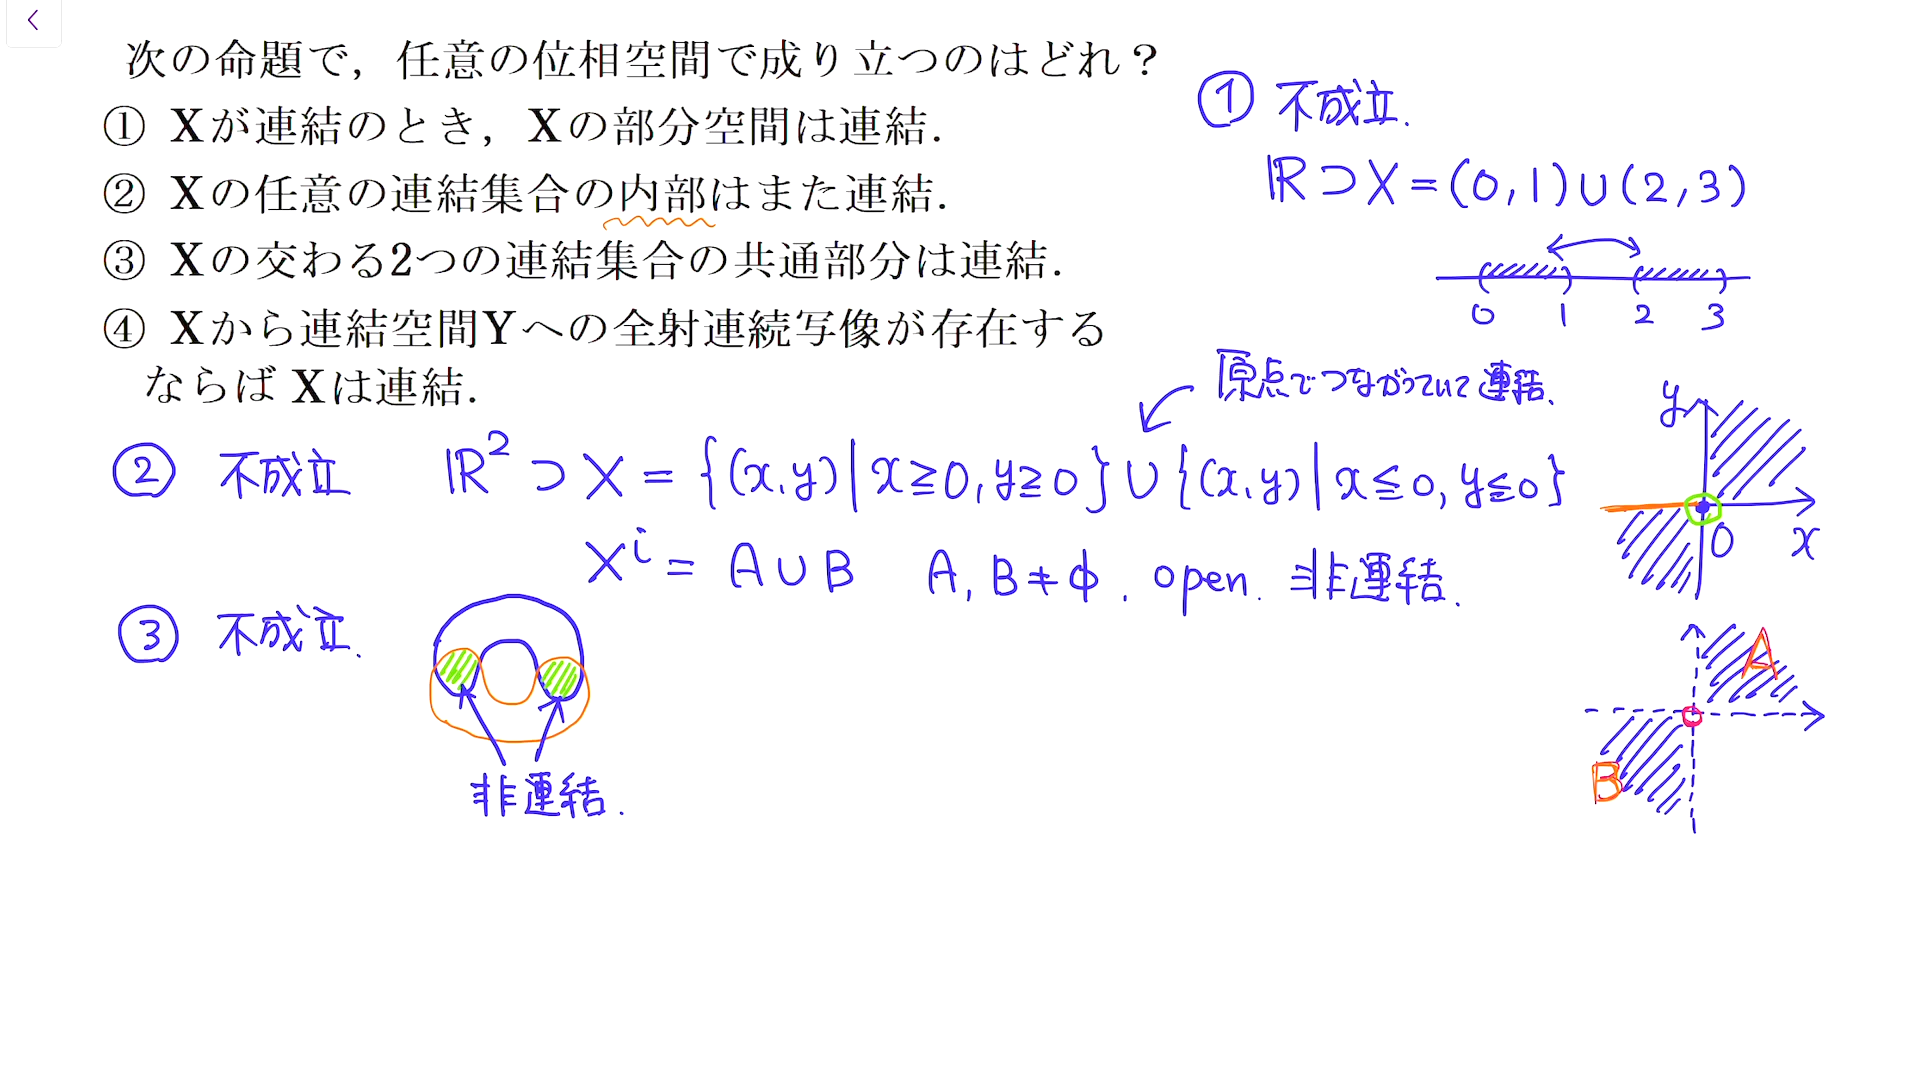 次の命題で，任意の位相空間で成り立つのはどれ？
① Xが連結のとき，Xの部分空間は連結．
② Xの任意の連結集合の内部はまた連結．
③ Xの交わる2つの連結集合の共通部分は連結．
④ Xから連結空間Yへの全射連続写像が存在する
ならば Xは連結．
① 不成立.
ℝ⊃X=(0,1)∪(2,3)
0 1 2 3
原点でつながっていて連結.
② 不成立 ℝ²⊃X={(x,y)|x≧0,y≧0}∪{(x,y)|x≦0,y≦0}
y
0 x
Xⁱ=A∪B A,B≠φ. open. 非連結.
A
B
③ 不成立.
非連結.